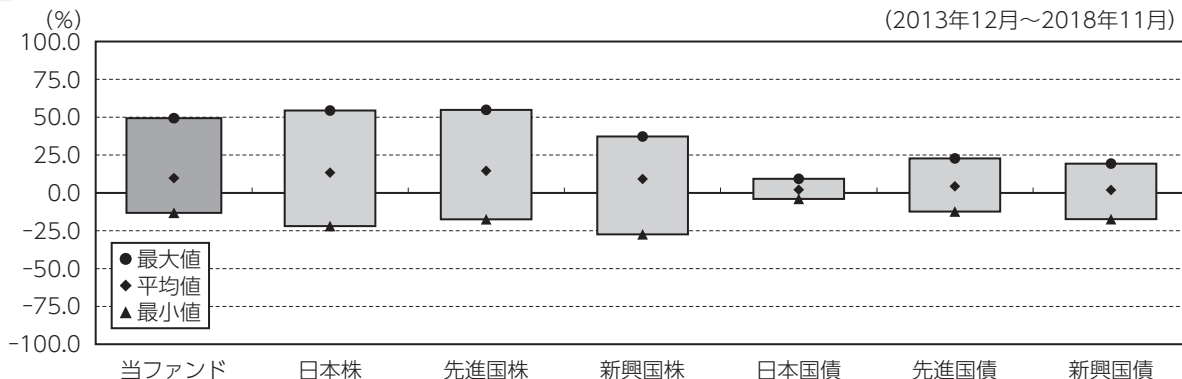 (%)
(2013年12月~2018年11月)
100.0
75.0
50.0
25.0
0.0
-25.0
-50.0
-75.0
-100.0
●最大値
◆平均値
▲最小値
当ファンド 日本株 先進国株 新興国株 日本国債 先進国債 新興国債